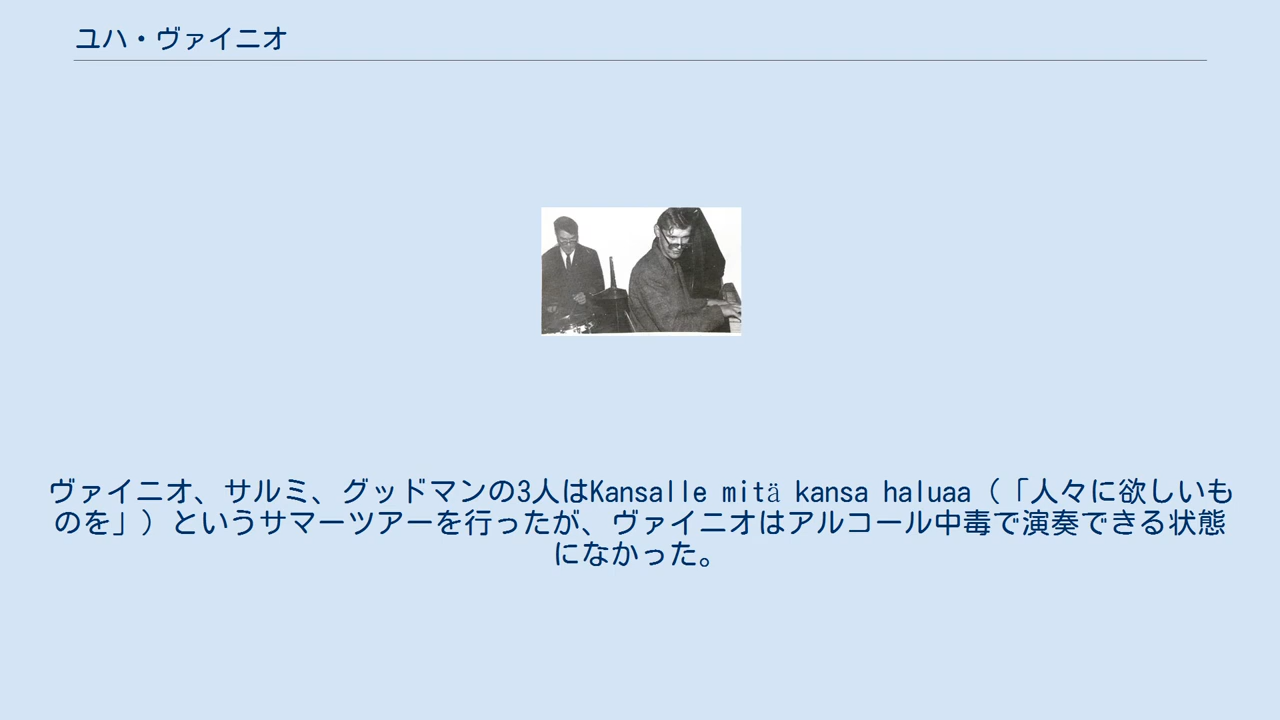 ユハ・ヴァイニオ
ヴァイニオ、サルミ、グッドマンの3人はKansalle mitä kansa haluaa（「人々に欲しいも
のを」）というサマーツアーを行ったが、ヴァイニオはアルコール中毒で演奏できる状態
になかった。